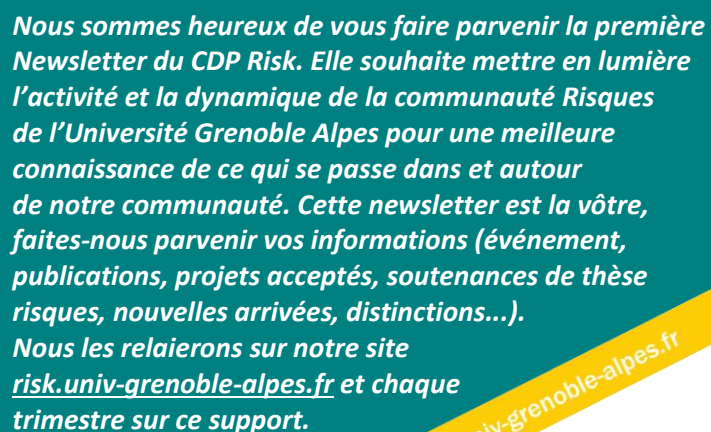 Nous sommes heureux de vous faire parvenir la première
Newsletter du CDP Risk. Elle souhaite mettre en lumière
l’activité et la dynamique de la communauté Risques
de l’Université Grenoble Alpes pour une meilleure
connaissance de ce qui se passe dans et autour
de notre communauté. Cette newsletter est la vôtre,
faites-nous parvenir vos informations (événement,
publications, projets acceptés, soutenances de thèse
risques, nouvelles arrivées, distinctions...).
Nous les relaierons sur notre site
risk.univ-grenoble-alpes.fr et chaque
trimestre sur ce support.
iv-grenoble-alpes.fr